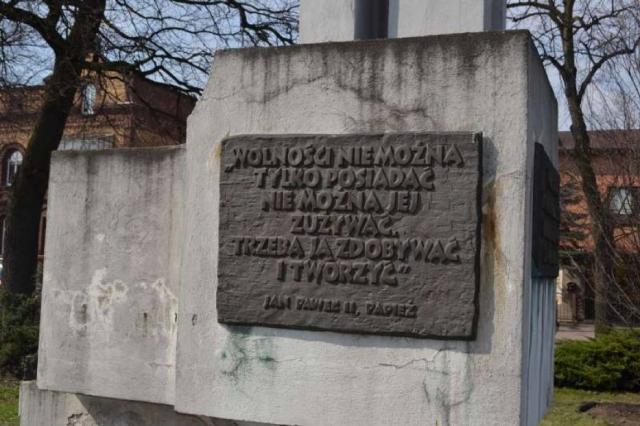 „WOLNOŚCI NIE MOŻNA
TYLKO POSIADAĆ
NIE MOŻNA JEJ
ZUŻYWAĆ.
TRZEBA JĄ ZDOBYWAĆ
I TWORZYĆ"
JAN PAWEŁ II, PAPIEŻ